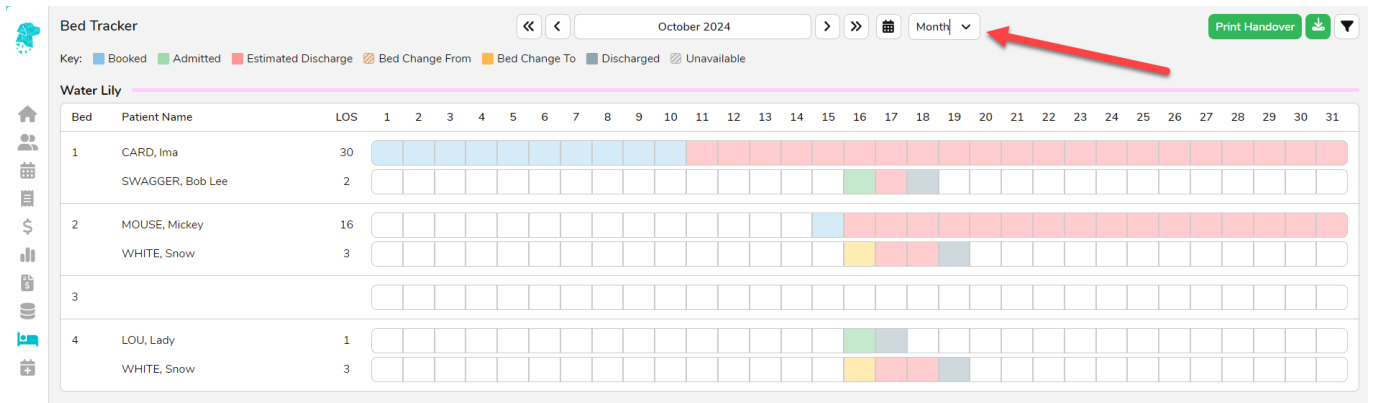 Bed Tracker October 2024 Month Print Handover
Key: Booked Admitted Estimated Discharge Bed Change From Bed Change To Discharged Unavailable
Water Lily
Bed Patient Name LOS 1 2 3 4 5 6 7 8 9 10 11 12 13 14 15 16 17 18 19 20 21 22 23 24 25 26 27 28 29 30 31
1 CARD, Ima 30
SWAGGER, Bob Lee 2
2 MOUSE, Mickey 16
WHITE, Snow 3
3
4 LOU, Lady 1
WHITE, Snow 3